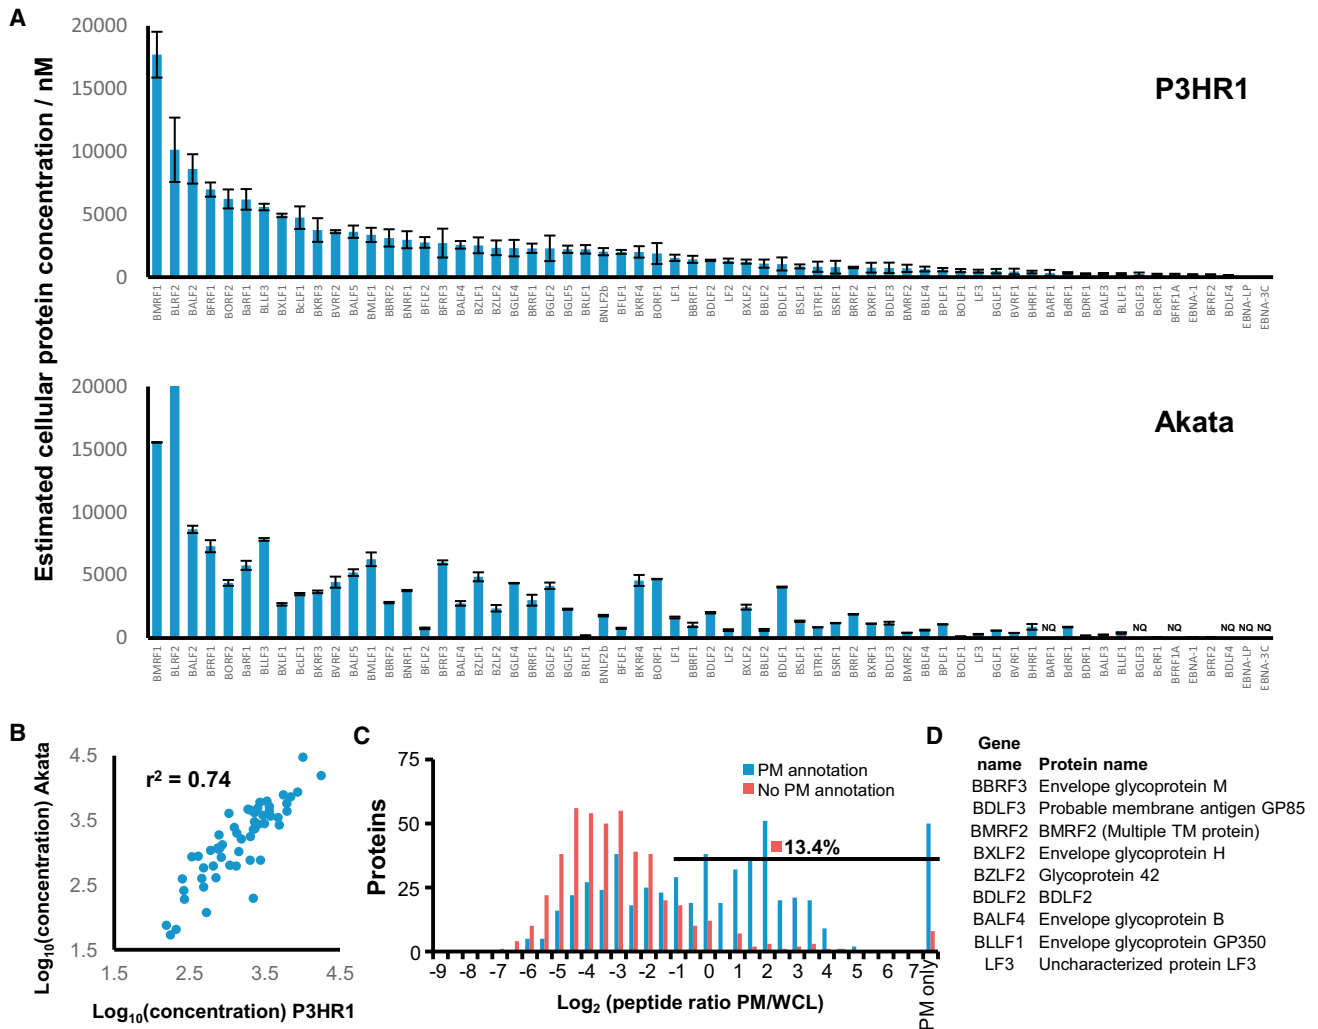 A
Estimated cellular protein concentration / nM
20000
15000
10000
5000
0
P3HR1
BMRF1 BLRF2 BALF2 BFRF1 BORF2 BaRF1 BLLF3 BXLF1 BcLF1 BKRF3 BVRF2 BALF5 BMLF1 BBRF2 BNRF1 BFLF2 BFRF3 BALF4 BZLF1 BZLF2 BGLF4 BRRF1 BGLF2 BGLF5 BRLF1 BNLF2b BFLF1 BKRF4 BORF1 LF1 BBRF1 BDLF2 LF2 BXLF2 BBLF2 BDLF1 BSLF1 BTRF1 BSRF1 BRRF2 BXRF1 BDLF3 BMRF2 BBLF4 BPLF1 BOLF1 LF3 BGLF1 BVRF1 BHRF1 BARF1 BdRF1 BDRF1 BALF3 BLLF1 BGLF3 BcRF1 BFRF1A EBNA-1 BFRF2 BDLF4 EBNA-LP EBNA-3C
20000
15000
10000
5000
0
Akata
NQ NQ NQ NQ NQ NQ
BMRF1 BLRF2 BALF2 BFRF1 BORF2 BaRF1 BLLF3 BXLF1 BcLF1 BKRF3 BVRF2 BALF5 BMLF1 BBRF2 BNRF1 BFLF2 BFRF3 BALF4 BZLF1 BZLF2 BGLF4 BRRF1 BGLF2 BGLF5 BRLF1 BNLF2b BFLF1 BKRF4 BORF1 LF1 BBRF1 BDLF2 LF2 BXLF2 BBLF2 BDLF1 BSLF1 BTRF1 BSRF1 BRRF2 BXRF1 BDLF3 BMRF2 BBLF4 BPLF1 BOLF1 LF3 BGLF1 BVRF1 BHRF1 BARF1 BdRF1 BDRF1 BALF3 BLLF1 BGLF3 BcRF1 BFRF1A EBNA-1 BFRF2 BDLF4 EBNA-LP EBNA-3C
B
Log10(concentration) Akata
4.5
3.5
2.5
1.5
r² = 0.74
1.5 2.5 3.5 4.5
Log10(concentration) P3HR1
C
Proteins
75
50
25
0
PM annotation
No PM annotation
13.4%
-9 -8 -7 -6 -5 -4 -3 -2 -1 0 1 2 3 4 5 6 7 PM only
Log2 (peptide ratio PM/WCL)
D
Gene name Protein name
BBRF3 Envelope glycoprotein M
BDLF3 Probable membrane antigen GP85
BMRF2 BMRF2 (Multiple TM protein)
BXLF2 Envelope glycoprotein H
BZLF2 Glycoprotein 42
BDLF2 BDLF2
BALF4 Envelope glycoprotein B
BLLF1 Envelope glycoprotein GP350
LF3 Uncharacterized protein LF3